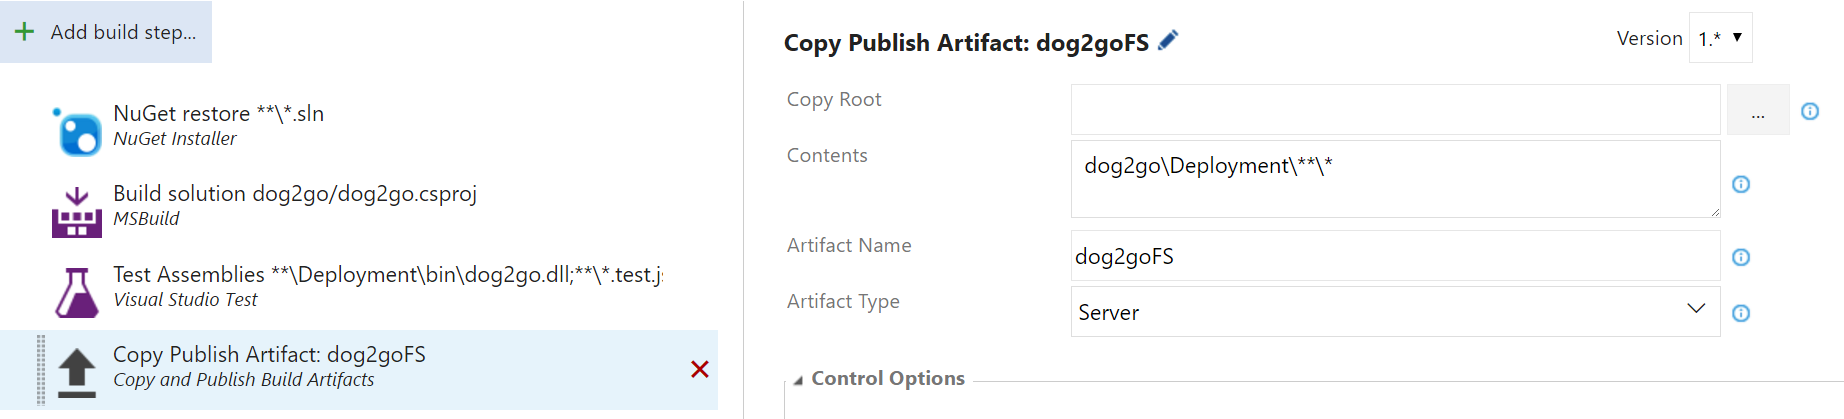 Add build step...
NuGet restore **\*.sln
NuGet Installer
Build solution dog2go/dog2go.csproj
MSBuild
Test Assemblies **\Deployment\bin\dog2go.dll;**\*.test.js
Visual Studio Test
Copy Publish Artifact: dog2goFS
Copy and Publish Build Artifacts
Copy Publish Artifact: dog2goFS
Version 1.*
Copy Root
...
Contents
dog2go\Deployment\**\*
Artifact Name
dog2goFS
Artifact Type
Server
Control Options